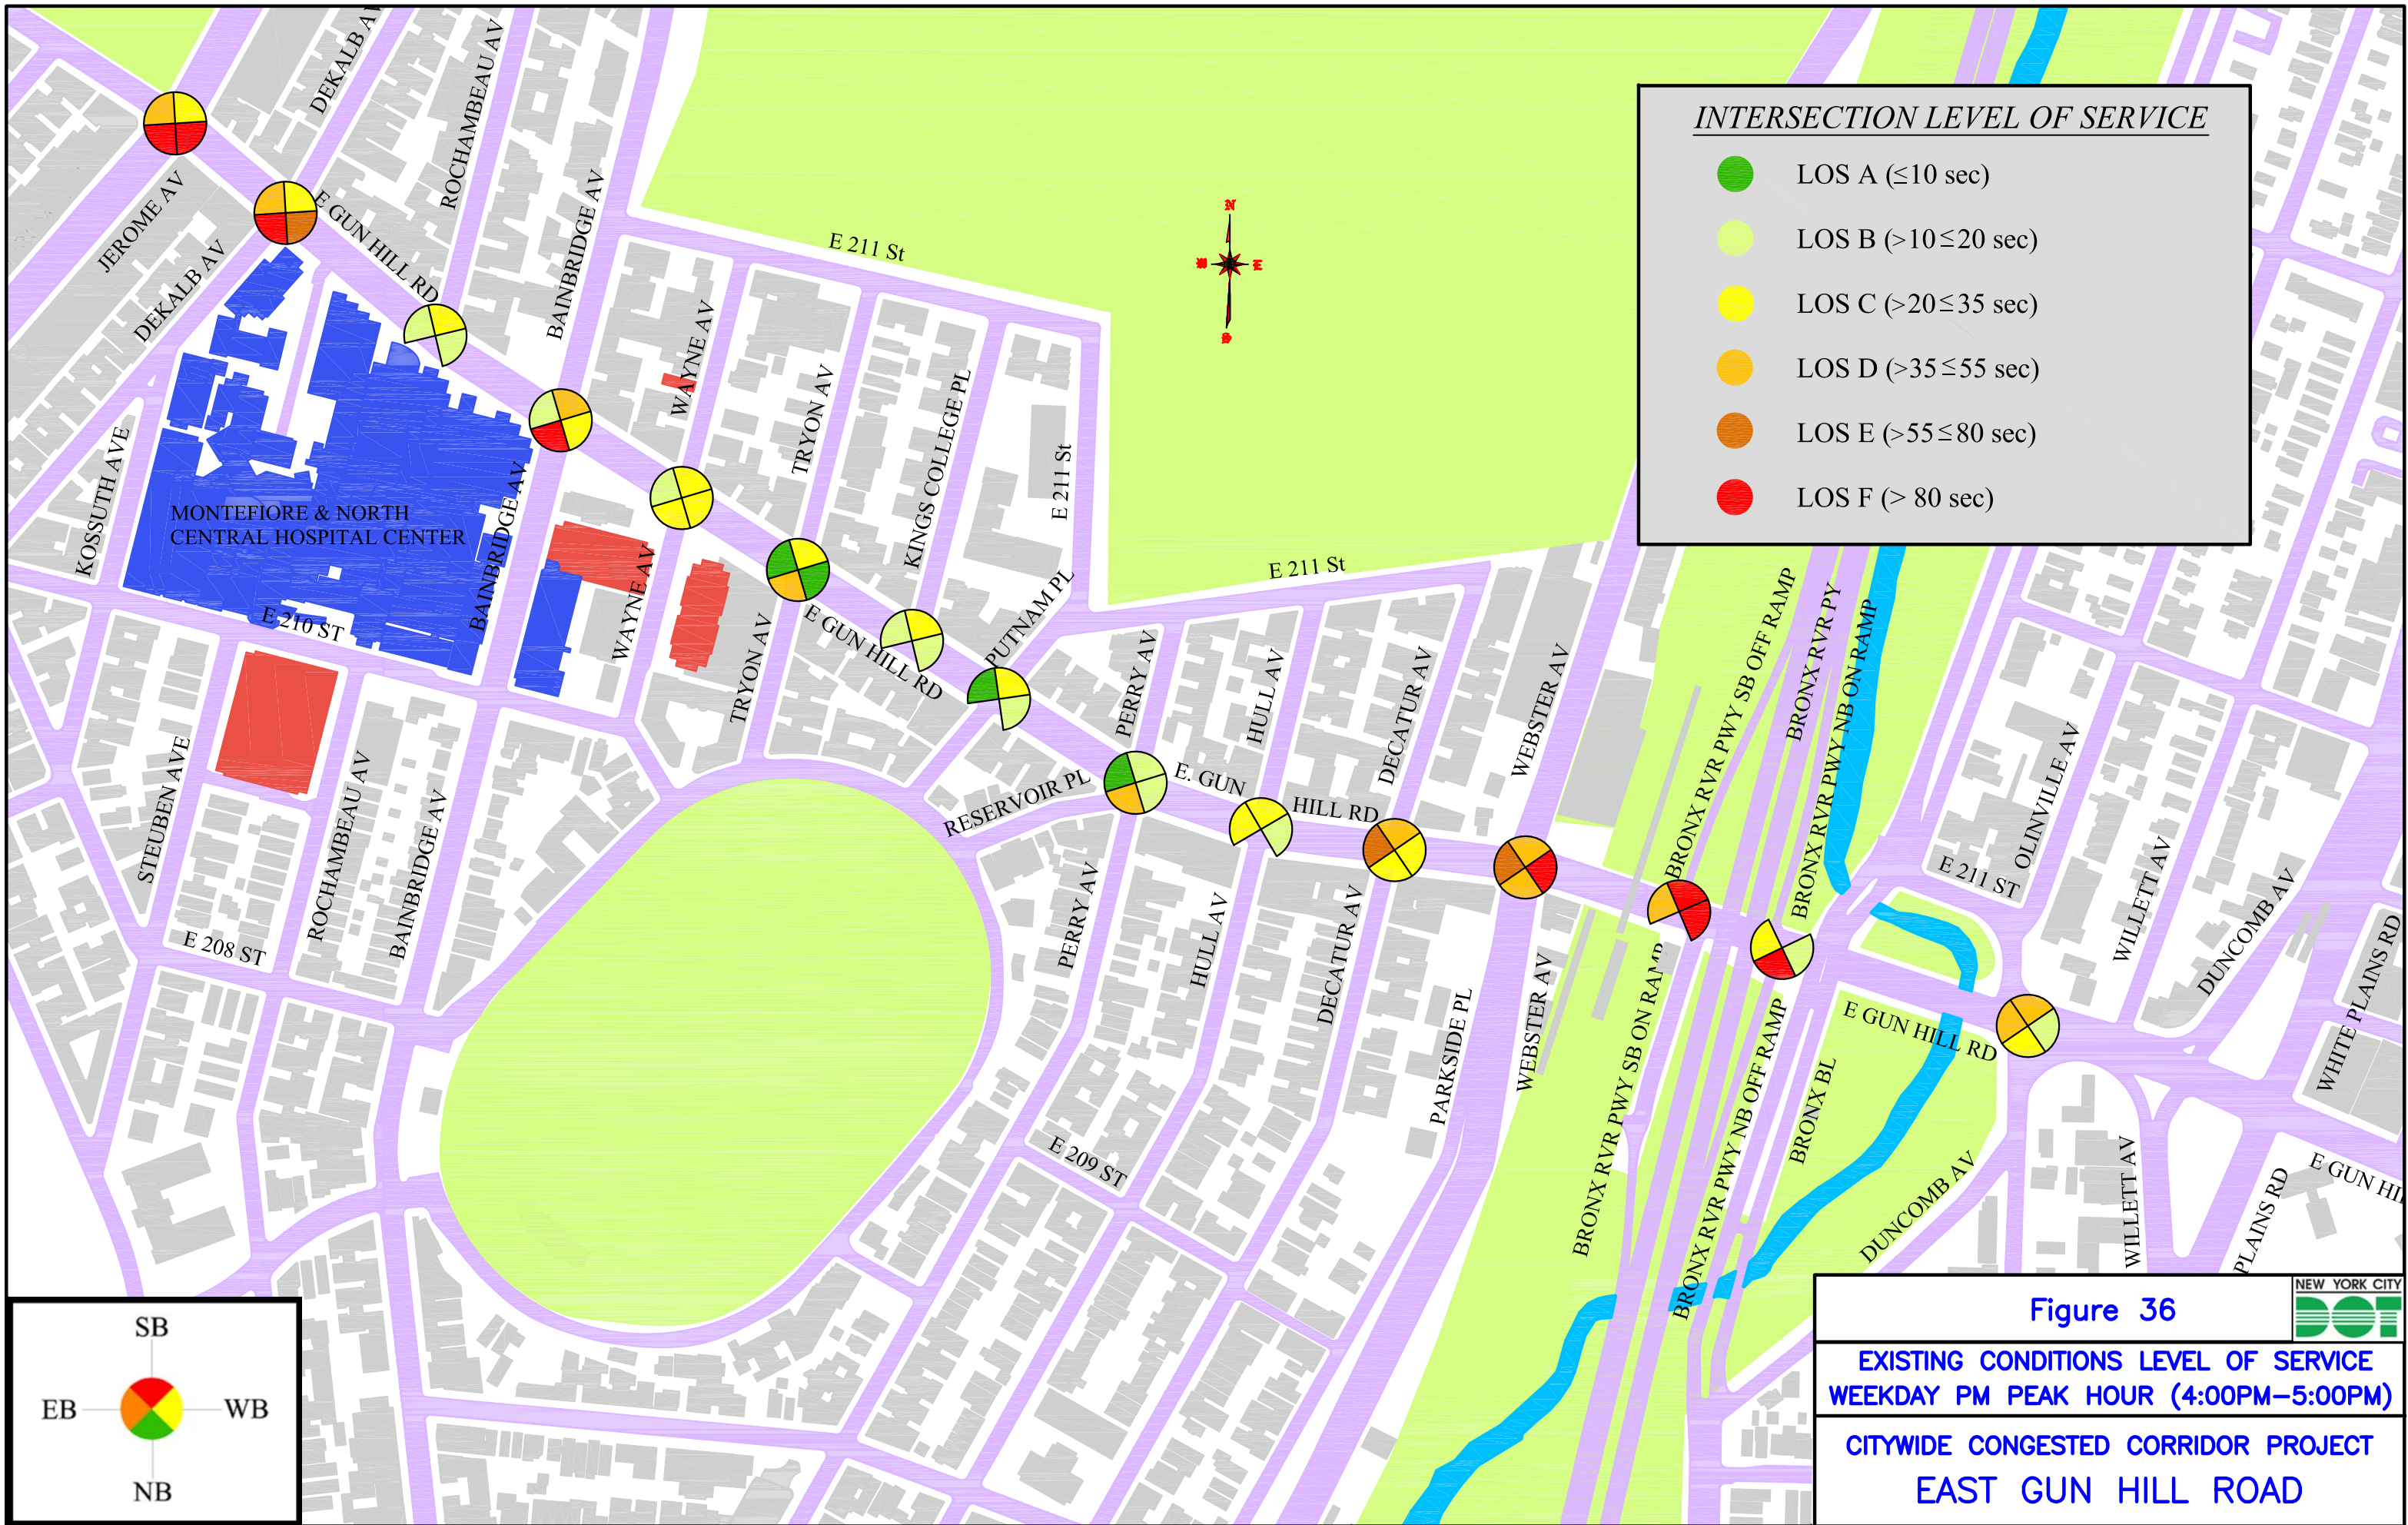 DEKALB AV
ROCHAMBEAU AV
JEROME AV
DEKALB AV
E GUN HILL RD
BAINBRIDGE AV
E 211 St
N
E
S
INTERSECTION LEVEL OF SERVICE
LOS A (≤10 sec)
LOS B (>10≤20 sec)
LOS C (>20≤35 sec)
LOS D (>35≤55 sec)
LOS E (>55≤80 sec)
LOS F (> 80 sec)
WAYNE AV
TRYON AV
KINGS COLLEGE PL
E 211 St
E 211 St
KOSSUTH AVE
MONTEFIORE & NORTH
CENTRAL HOSPITAL CENTER
BAINBRIDGE AV
E 210 ST
WAYNE AV
TRYON AV
E GUN HILL RD
PUTNAM PL
PERRY AV
HULL AV
DECATUR AV
WEBSTER AV
BRONX RVR PWY SB OFF RAMP
BRONX RVR PY
BRONX RVR PWY NB ON RAMP
OLINVILLE AV
E 211 ST
WILLETT AV
DUNCOMB AV
WHITE PLAINS RD
STEUBEN AVE
ROCHAMBEAU AV
BAINBRIDGE AV
E 208 ST
RESERVOIR PL
E. GUN
HILL RD
PERRY AV
HULL AV
DECATUR AV
PARKSIDE PL
WEBSTER AV
BRONX RVR PWY SB ON RAMP
BRONX RVR PWY NB OFF RAMP
BRONX BL
E GUN HILL RD
DUNCOMB AV
WILLETT AV
PLAINS RD
E GUN HI
E 209 ST
SB
EB
WB
NB
Figure 36
NEW YORK CITY
DOT
EXISTING CONDITIONS LEVEL OF SERVICE
WEEKDAY PM PEAK HOUR (4:00PM-5:00PM)
CITYWIDE CONGESTED CORRIDOR PROJECT
EAST GUN HILL ROAD